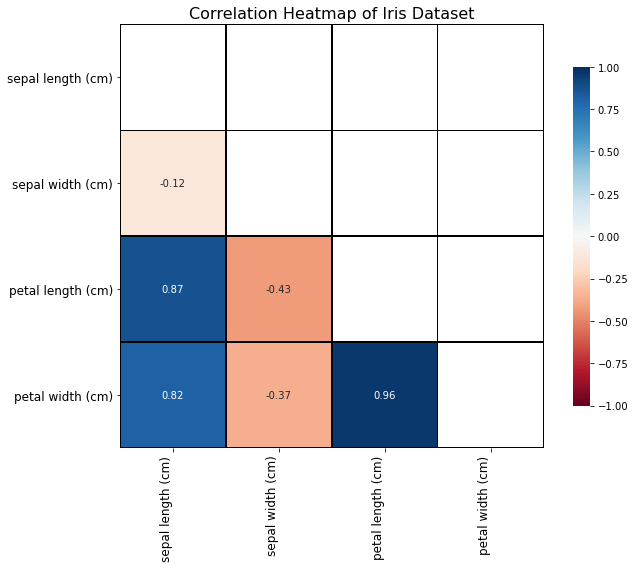 Correlation Heatmap of Iris Dataset
sepal length (cm)
sepal width (cm)
-0.12
petal length (cm)
0.87
-0.43
petal width (cm)
0.82
-0.37
0.96
sepal length (cm)
sepal width (cm)
petal length (cm)
petal width (cm)
1.00
0.75
0.50
0.25
0.00
−0.25
−0.50
−0.75
−1.00